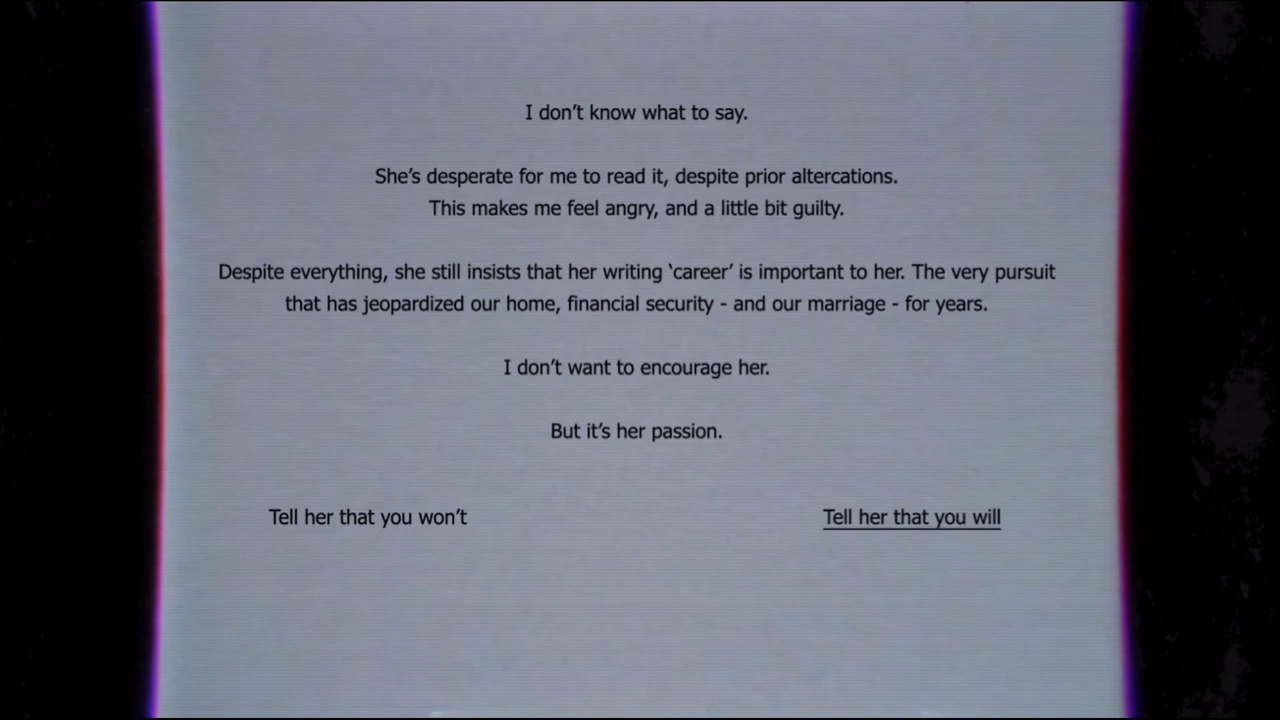 I don’t know what to say.
She’s desperate for me to read it, despite prior altercations.
This makes me feel angry, and a little bit guilty.
Despite everything, she still insists that her writing ‘career’ is important to her. The very pursuit
that has jeopardized our home, financial security - and our marriage - for years.
I don’t want to encourage her.
But it’s her passion.
Tell her that you won’t
Tell her that you will